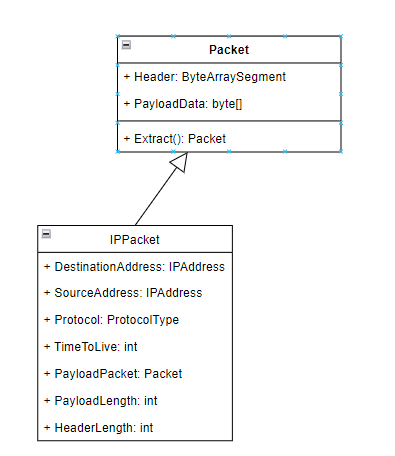 Packet
+ Header: ByteArraySegment
+ PayloadData: byte[]
+ Extract(): Packet
IPPacket
+ DestinationAddress: IPAddress
+ SourceAddress: IPAddress
+ Protocol: ProtocolType
+ TimeToLive: int
+ PayloadPacket: Packet
+ PayloadLength: int
+ HeaderLength: int